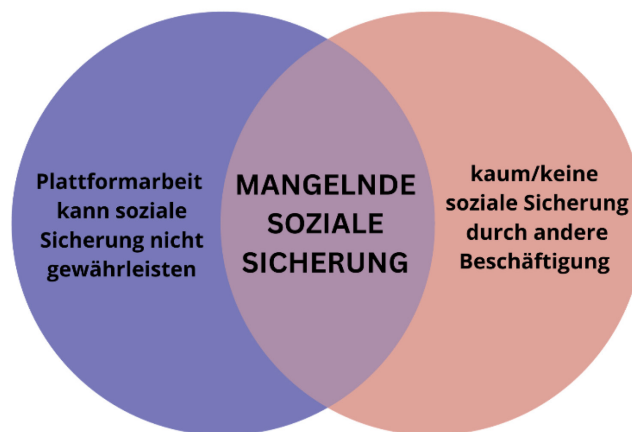 Plattformarbeit
kann soziale
Sicherung nicht
gewährleisten
MANGELNDE
SOZIALE
SICHERUNG
kaum/keine
soziale Sicherung
durch andere
Beschäftigung